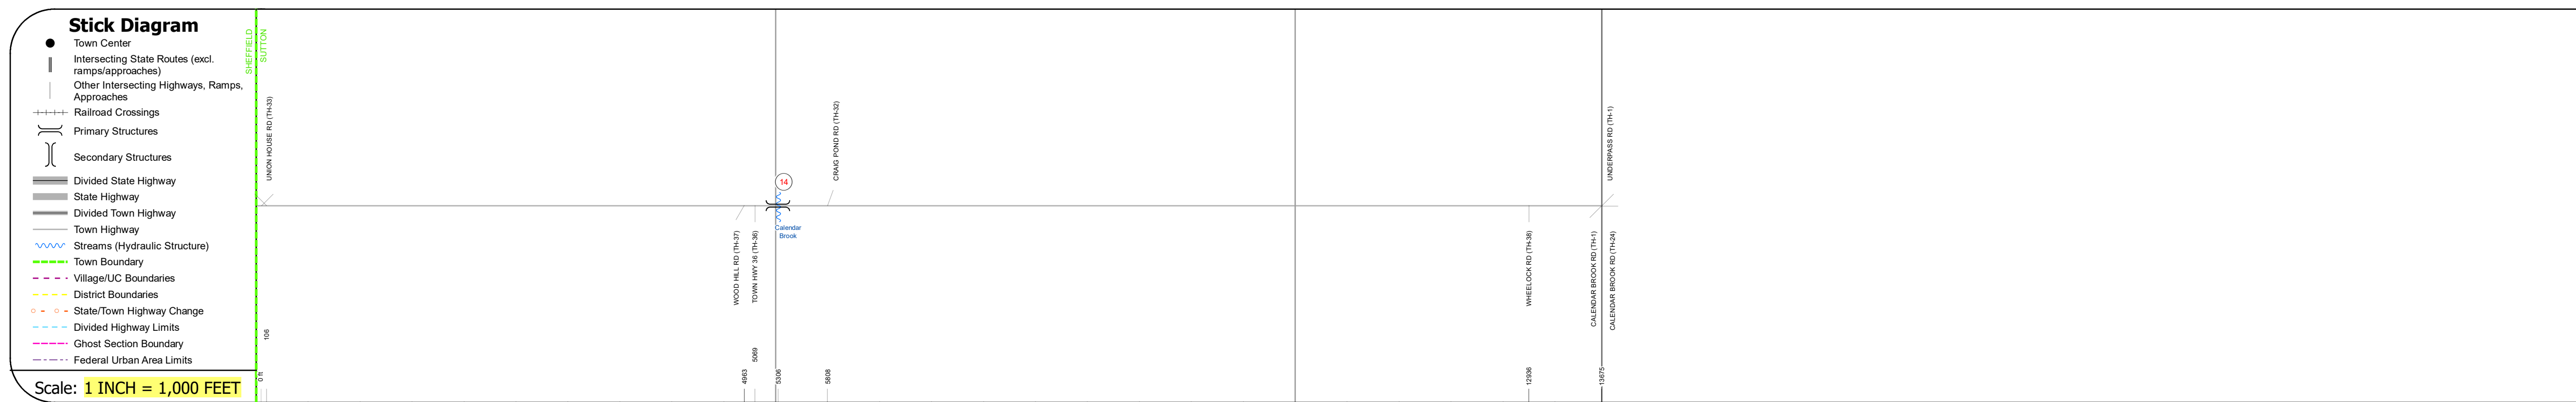 Stick Diagram
Town Center
Intersecting State Routes (excl.
ramps/approaches)
Other Intersecting Highways, Ramps,
Approaches
Railroad Crossings
Primary Structures
Secondary Structures
Divided State Highway
State Highway
Divided Town Highway
Town Highway
Streams (Hydraulic Structure)
Town Boundary
Village/UC Boundaries
District Boundaries
State/Town Highway Change
Divided Highway Limits
Ghost Section Boundary
Federal Urban Area Limits
Scale: 1 INCH = 1,000 FEET
SHEFFIELD
SUTTON
UNION HOUSE RD (TH-33)
106
0 ft
WOOD HILL RD (TH-37)
4963
TOWN HWY 36 (TH-36)
5069
14
Calendar
Brook
5306
CRAIG POND RD (TH-32)
5808
WHEELOCK RD (TH-38)
12936
UNDERPASS RD (TH-1)
CALENDAR BROOK RD (TH-1)
CALENDAR BROOK RD (TH-24)
13675